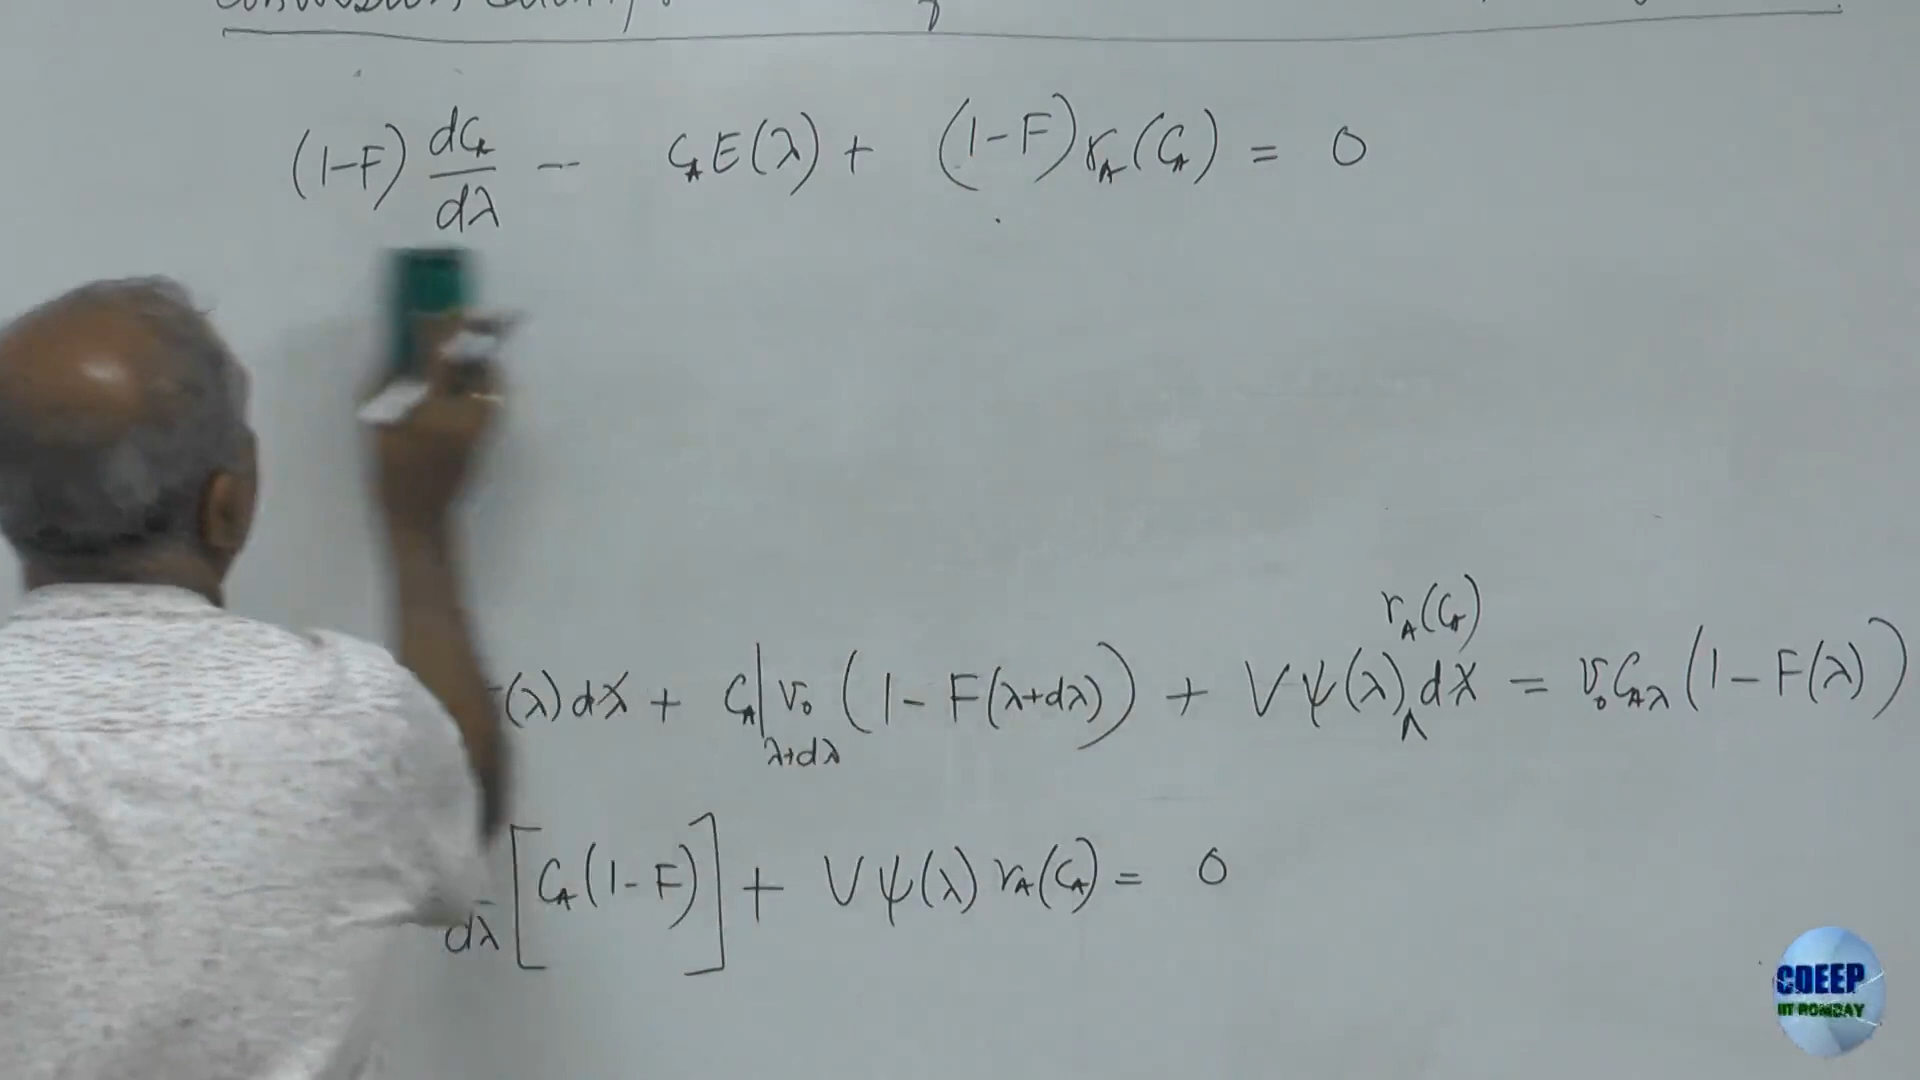 (1-F) dC_A/dλ - C_A E(λ) + (1-F) r_A(C_A) = 0
r_A(C_A)
(λ)dλ + C_A|_{λ+dλ} v_0 (1 - F(λ+dλ)) + V ψ(λ) ∧ dλ = v_0 C_{Aλ} (1 - F(λ))
dλ [C_A (1-F)] + V ψ(λ) r_A(C_A) = 0
CDEEP
IIT BOMBAY